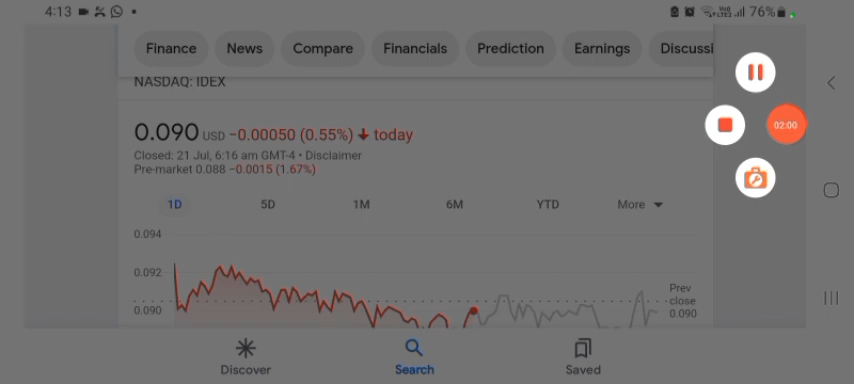 4:13 76%
Finance News Compare Financials Prediction Earnings Discussi
NASDAQ: IDEX
0.090 USD −0.00050 (0.55%) today
Closed: 21 Jul, 6:16 am GMT-4 • Disclaimer
Pre-market 0.088 −0.0015 (1.67%)
02:00
1D 5D 1M 6M YTD More
0.094
0.092
0.090
Prev
close
0.090
Discover Search Saved